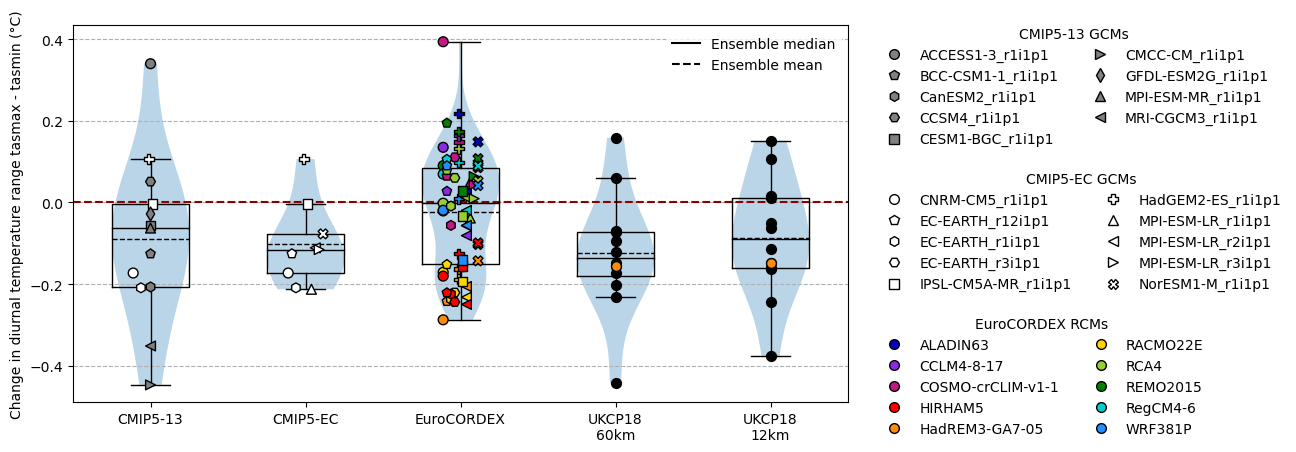 Change in diurnal temperature range tasmax - tasmin (°C)
0.4
0.2
0.0
−0.2
−0.4
Ensemble median
Ensemble mean
CMIP5-13
CMIP5-EC
EuroCORDEX
UKCP18
60km
UKCP18
12km
CMIP5-13 GCMs
ACCESS1-3_r1i1p1
BCC-CSM1-1_r1i1p1
CanESM2_r1i1p1
CCSM4_r1i1p1
CESM1-BGC_r1i1p1
CMCC-CM_r1i1p1
GFDL-ESM2G_r1i1p1
MPI-ESM-MR_r1i1p1
MRI-CGCM3_r1i1p1
CMIP5-EC GCMs
CNRM-CM5_r1i1p1
EC-EARTH_r12i1p1
EC-EARTH_r1i1p1
EC-EARTH_r3i1p1
IPSL-CM5A-MR_r1i1p1
HadGEM2-ES_r1i1p1
MPI-ESM-LR_r1i1p1
MPI-ESM-LR_r2i1p1
MPI-ESM-LR_r3i1p1
NorESM1-M_r1i1p1
EuroCORDEX RCMs
ALADIN63
CCLM4-8-17
COSMO-crCLIM-v1-1
HIRHAM5
HadREM3-GA7-05
RACMO22E
RCA4
REMO2015
RegCM4-6
WRF381P